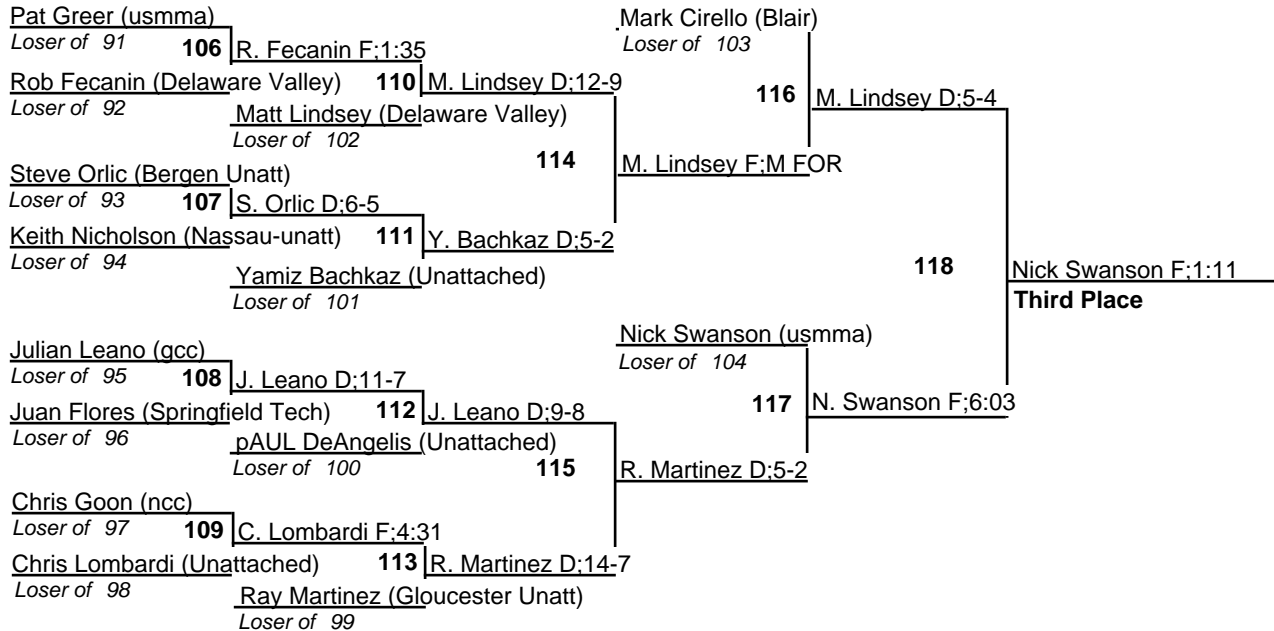 Pat Greer (usmma)
Loser of 91
106
R. Fecanin F;1:35
Rob Fecanin (Delaware Valley)
Loser of 92
110
M. Lindsey D;12-9
Matt Lindsey (Delaware Valley)
Loser of 102
114
M. Lindsey F;M FOR
Steve Orlic (Bergen Unatt)
Loser of 93
107
S. Orlic D;6-5
Keith Nicholson (Nassau-unatt)
Loser of 94
111
Y. Bachkaz D;5-2
Yamiz Bachkaz (Unattached)
Loser of 101
Julian Leano (gcc)
Loser of 95
108
J. Leano D;11-7
Juan Flores (Springfield Tech)
Loser of 96
112
J. Leano D;9-8
pAUL DeAngelis (Unattached)
Loser of 100
115
R. Martinez D;5-2
Chris Goon (ncc)
Loser of 97
109
C. Lombardi F;4:31
Chris Lombardi (Unattached)
Loser of 98
113
R. Martinez D;14-7
Ray Martinez (Gloucester Unatt)
Loser of 99
Mark Cirello (Blair)
Loser of 103
116
M. Lindsey D;5-4
Nick Swanson (usmma)
Loser of 104
117
N. Swanson F;6:03
118
Nick Swanson F;1:11
Third Place